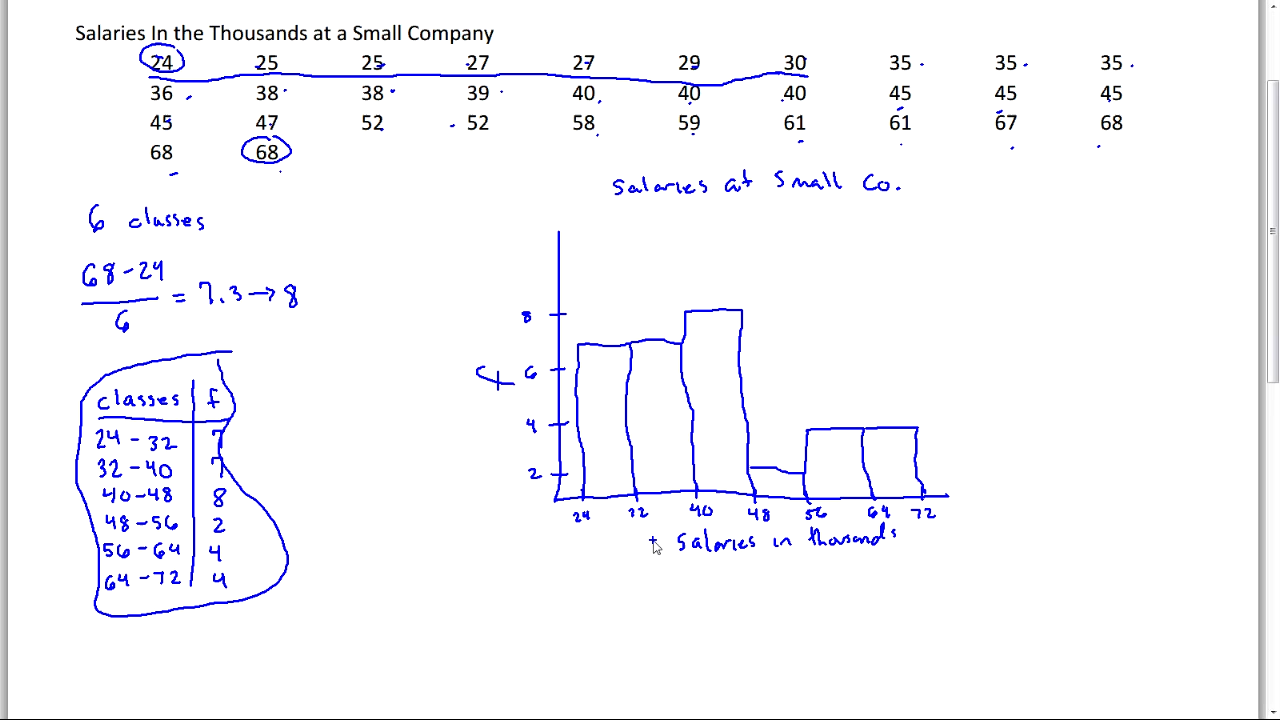 Salaries In the Thousands at a Small Company
24 25 25 27 27 29 30 35 35 35
36 38 38 39 40 40 40 45 45 45
45 47 52 52 58 59 61 61 67 68
68 68
Salaries at Small Co.
6 classes
68-24
6
= 7.3→8
classes f
24-32 7
32-40 7
40-48 8
48-56 2
56-64 4
64-72 4
f
8
6
4
2
24 32 40 48 56 64 72
Salaries in thousands